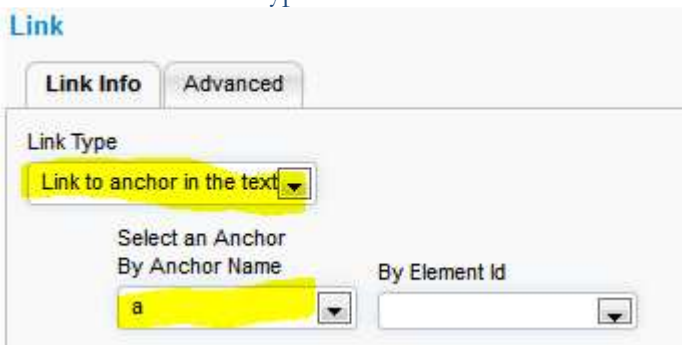 Link
Link Info Advanced
Link Type
Link to anchor in the text
Select an Anchor
By Anchor Name By Element Id
a